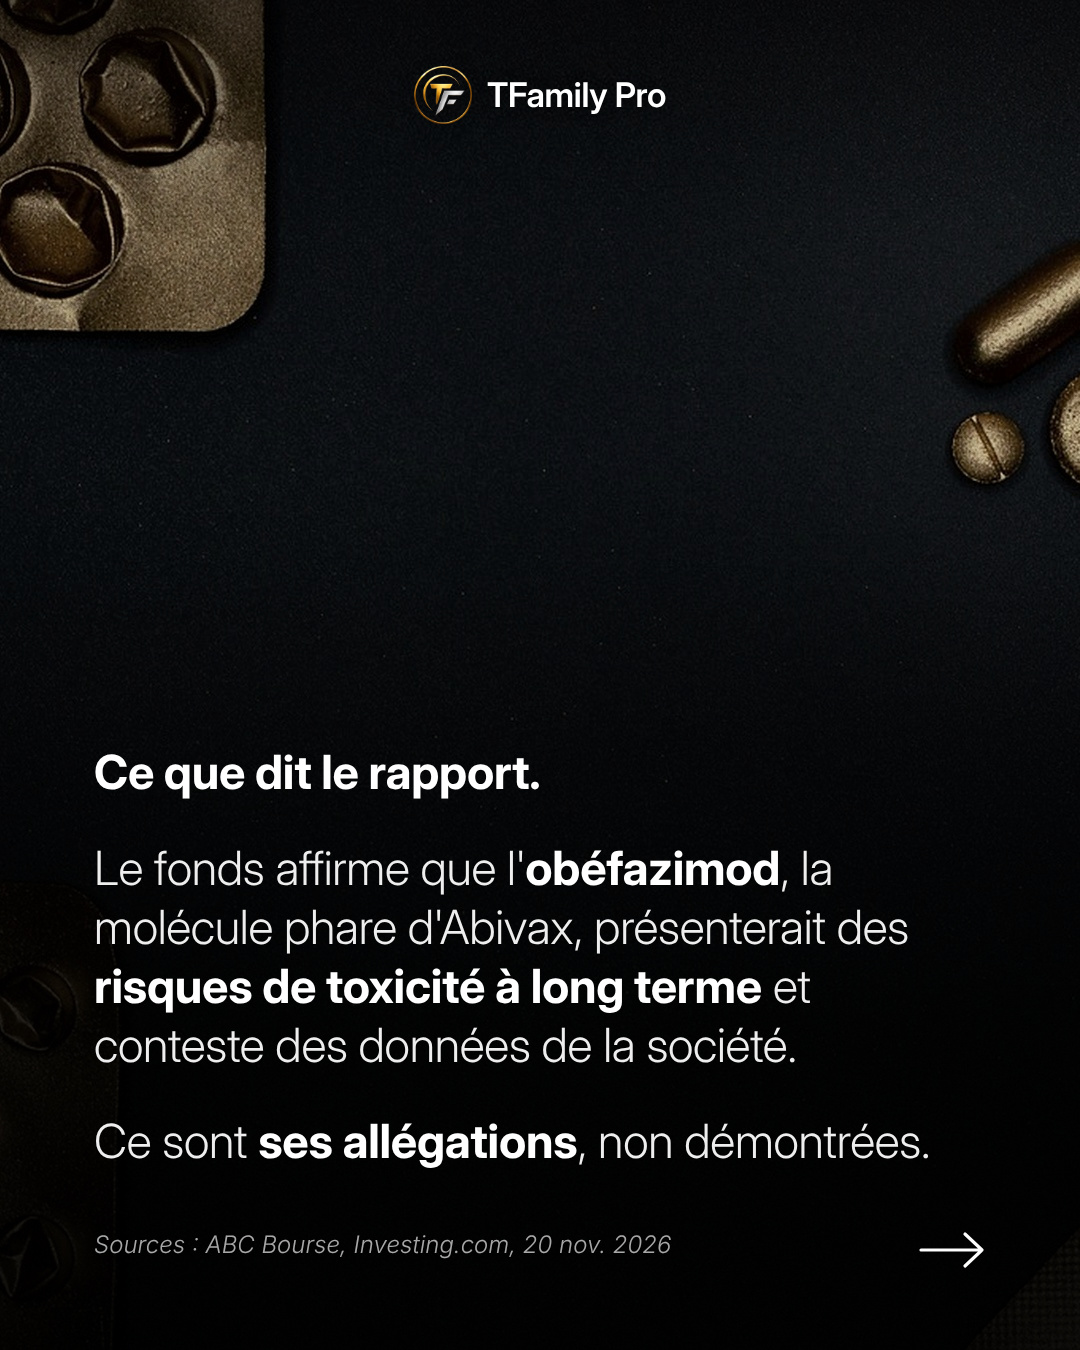 TFamily Pro
Ce que dit le rapport.
Le fonds affirme que l'obéfazimod, la
molécule phare d'Abivax, présenterait des
risques de toxicité à long terme et
conteste des données de la société.
Ce sont ses allégations, non démontrées.
Sources : ABC Bourse, Investing.com, 20 nov. 2026